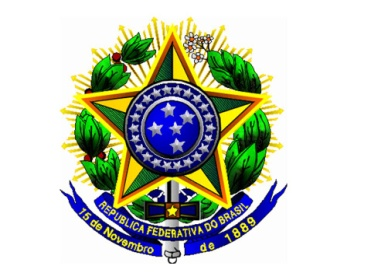 REPUBLICA FEDERATIVA DO BRASIL
15 de Novembro de 1889